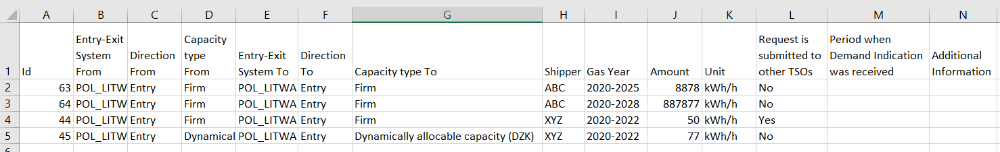 A B C D E F G H I J K L M N
1 Id Entry-Exit System From Direction From Capacity type From Entry-Exit System To Direction To Capacity type To Shipper Gas Year Amount Unit Request is submitted to other TSOs Period when Demand Indication was received Additional Information
2 63 POL_LITW Entry Firm POL_LITWA Entry Firm ABC 2020-2025 8878 kWh/h No
3 64 POL_LITW Entry Firm POL_LITWA Entry Firm ABC 2020-2028 887877 kWh/h No
4 44 POL_LITW Entry Firm POL_LITWA Entry Firm XYZ 2020-2022 50 kWh/h Yes
5 45 POL_LITW Entry Dynamical POL_LITWA Entry Dynamically allocable capacity (DZK) XYZ 2020-2022 77 kWh/h No